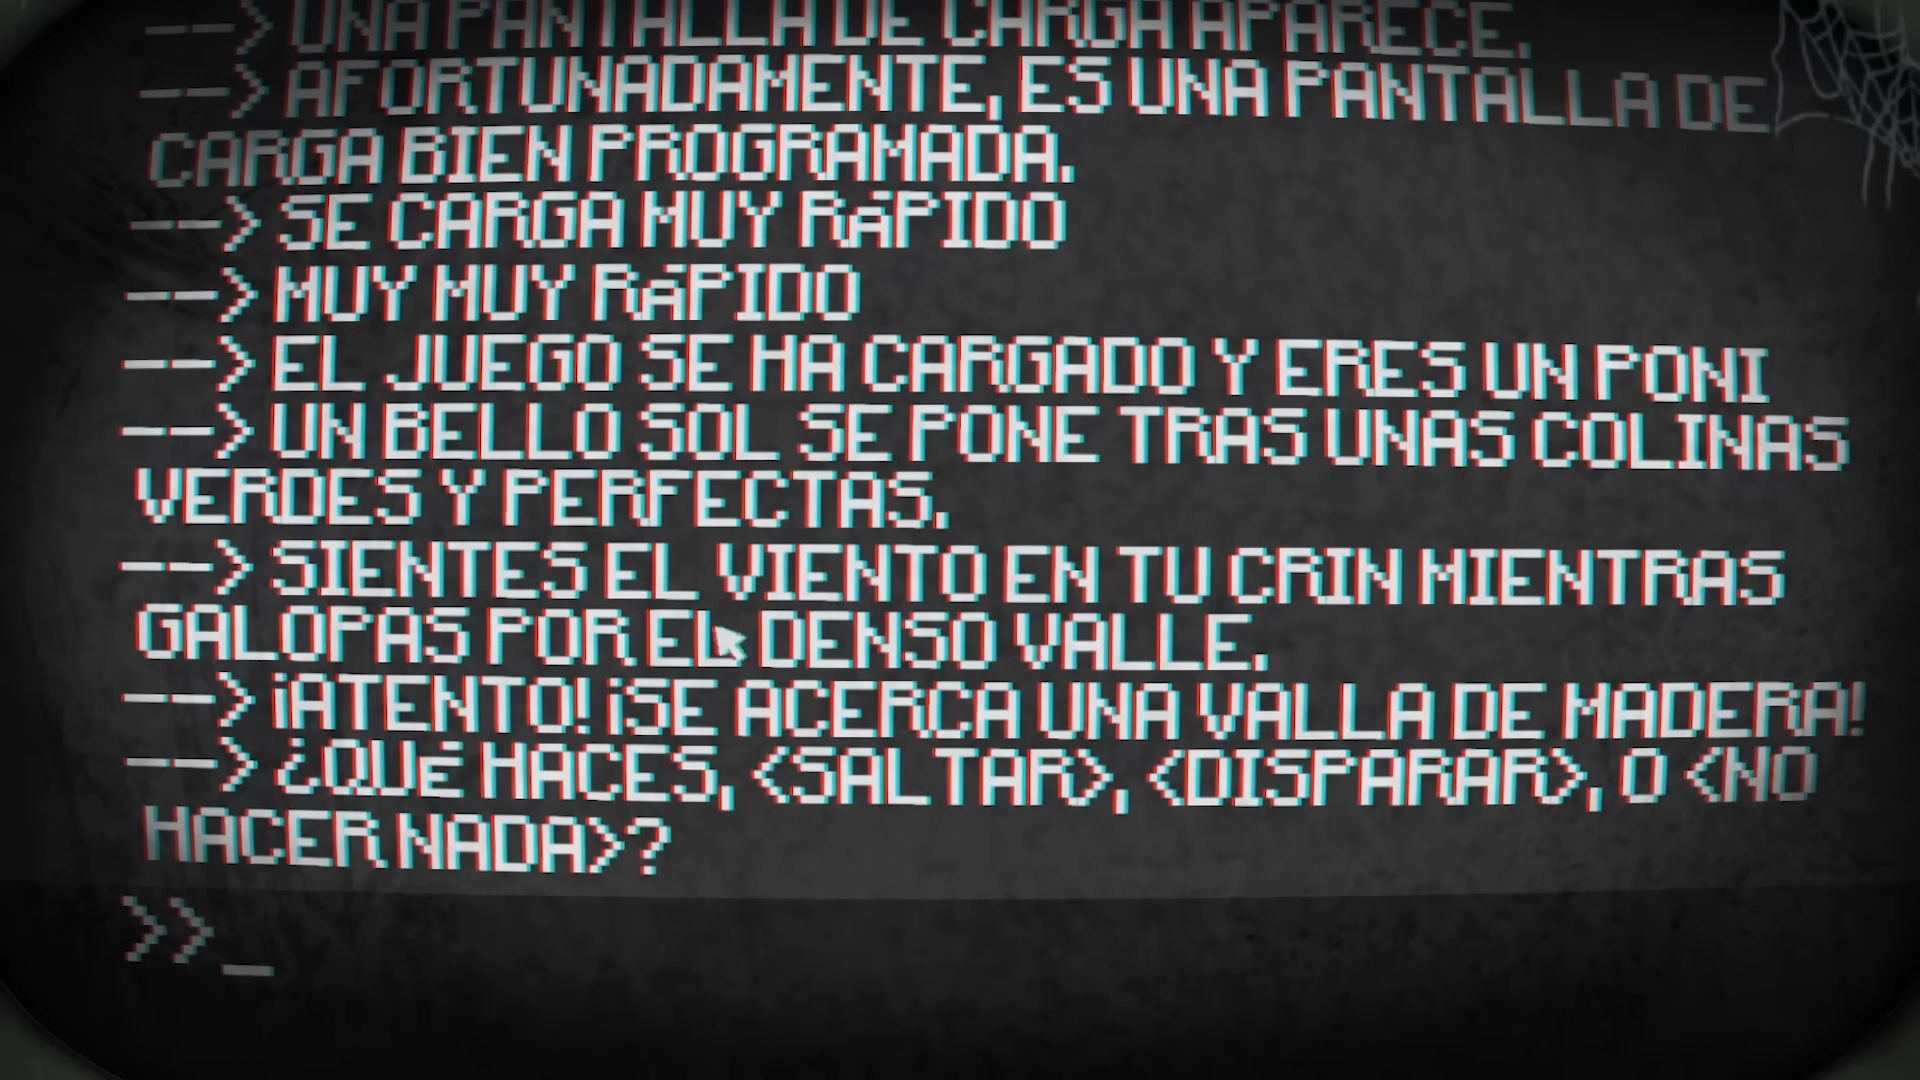 --> UNA PANTALLA DE CARGA APARECE.
--> AFORTUNADAMENTE, ES UNA PANTALLA DE
CARGA BIEN PROGRAMADA.
--> SE CARGA MUY RáPIDO
--> MUY MUY RáPIDO
--> EL JUEGO SE HA CARGADO Y ERES UN PONI
--> UN BELLO SOL SE PONE TRAS UNAS COLINAS
VERDES Y PERFECTAS.
--> SIENTES EL VIENTO EN TU CRIN MIENTRAS
GALOPAS POR EL DENSO VALLE.
--> ¡ATENTO! ¡SE ACERCA UNA VALLA DE MADERA!
--> ¿QUé HACES, <SALTAR>, <DISPARAR>, O <NO
HACER NADA>?
>>_